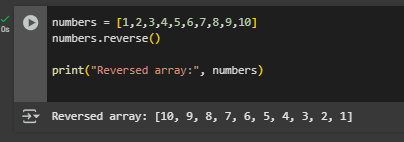 numbers = [1,2,3,4,5,6,7,8,9,10]
0s
numbers.reverse()
print("Reversed array:", numbers)
Reversed array: [10, 9, 8, 7, 6, 5, 4, 3, 2, 1]